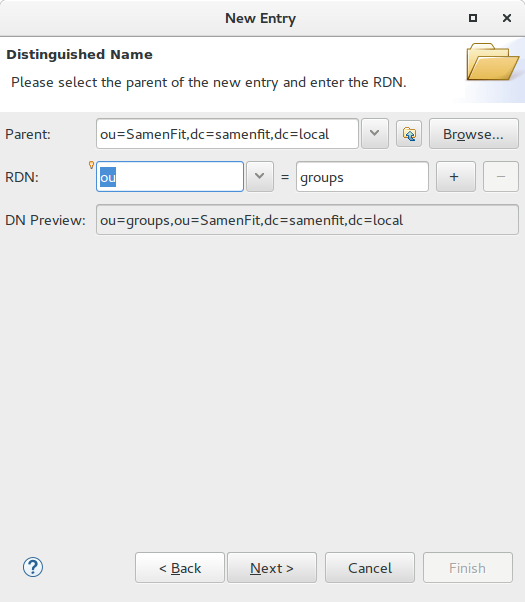 New Entry
Distinguished Name
Please select the parent of the new entry and enter the RDN.
Parent: ou=SamenFit,dc=samenfit,dc=local Browse...
RDN: ou = groups + −
DN Preview: ou=groups,ou=SamenFit,dc=samenfit,dc=local
? < Back Next > Cancel Finish